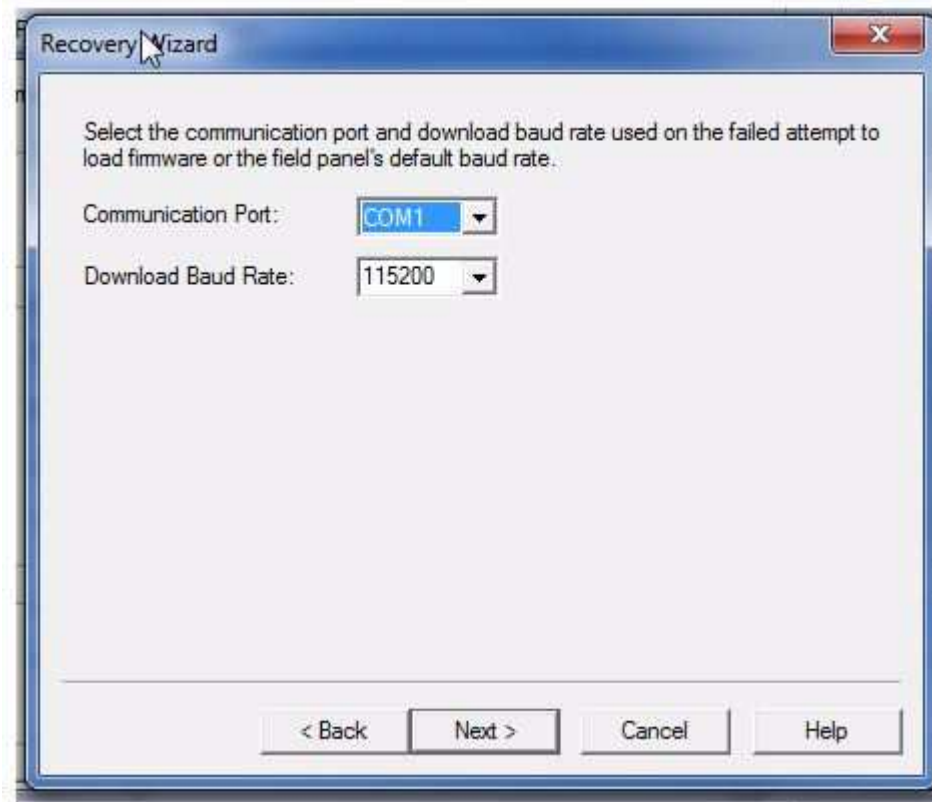 Recovery Wizard
Select the communication port and download baud rate used on the failed attempt to
load firmware or the field panel's default baud rate.
Communication Port: COM1
Download Baud Rate: 115200
< Back Next > Cancel Help